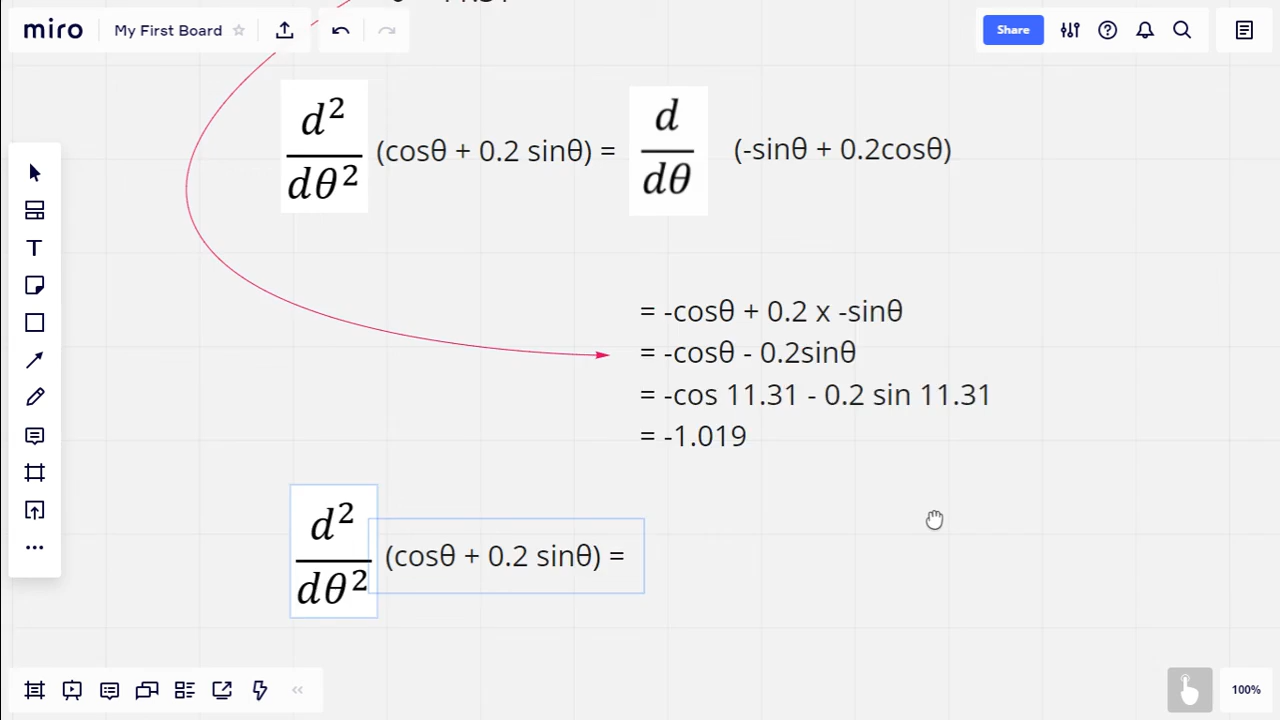 miro
My First Board
Share
d²
dθ²
(cosθ + 0.2 sinθ) =
d
dθ
(-sinθ + 0.2cosθ)
= -cosθ + 0.2 x -sinθ
= -cosθ - 0.2sinθ
= -cos 11.31 - 0.2 sin 11.31
= -1.019
d²
dθ²
(cosθ + 0.2 sinθ) =
100%